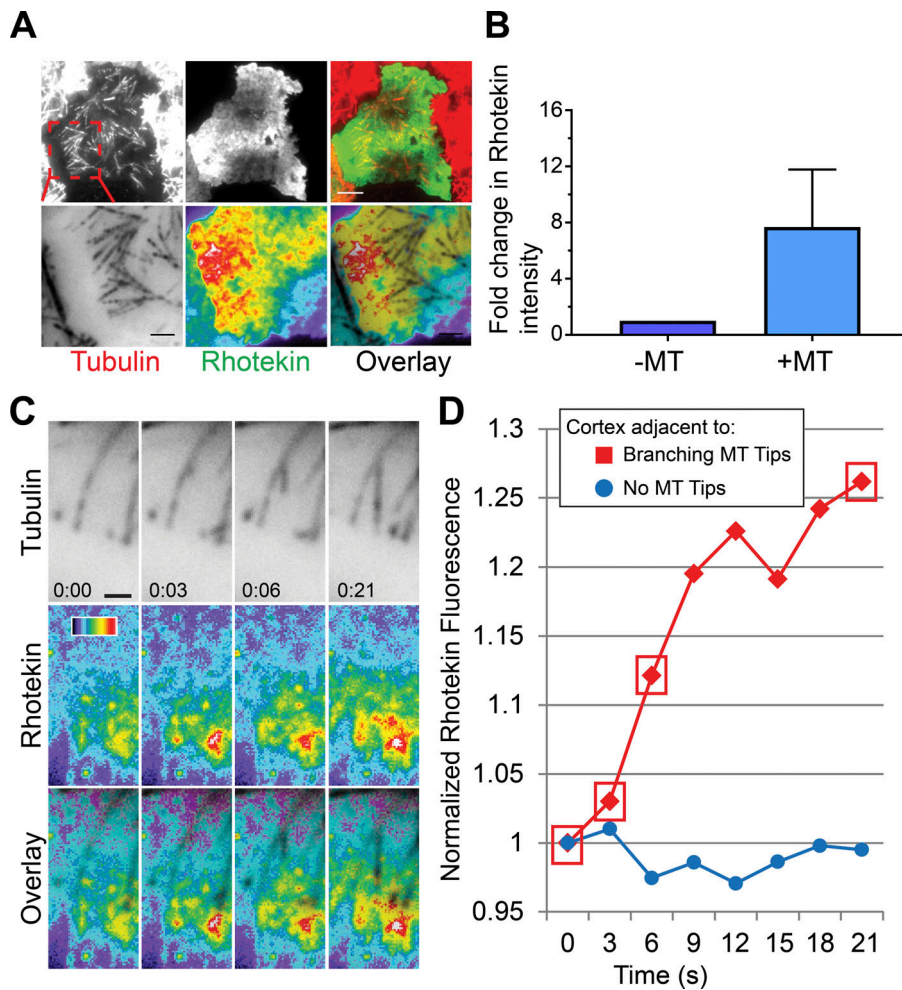 A
Tubulin
Rhotekin
Overlay
B
Fold change in Rhotekin
intensity
16
12
8
4
0
-MT
+MT
C
Tubulin
0:00
0:03
0:06
0:21
Rhotekin
Overlay
D
Cortex adjacent to:
Branching MT Tips
No MT Tips
Normalized Rhotekin Fluorescence
1.3
1.25
1.2
1.15
1.1
1.05
1
0.95
0
3
6
9
12
15
18
21
Time (s)